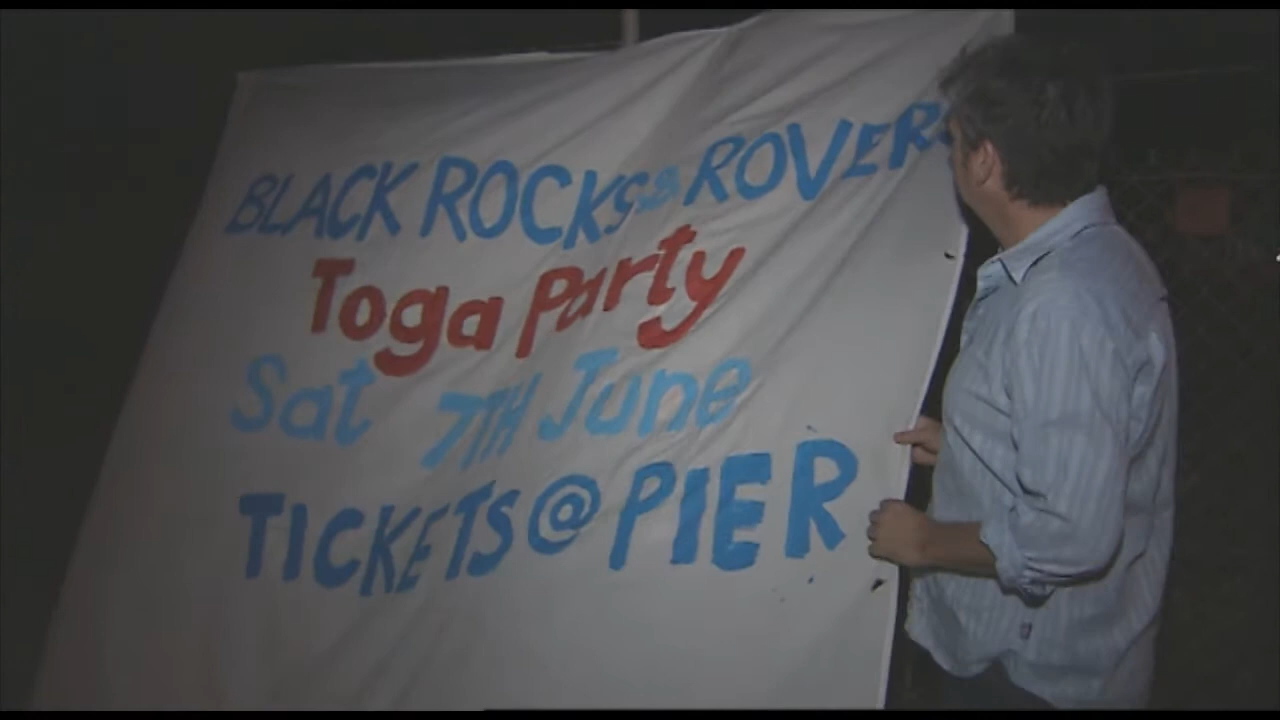 BLACK ROCKS & ROVERS
Toga Party
Sat 7TH June
TICKETS @ PIER